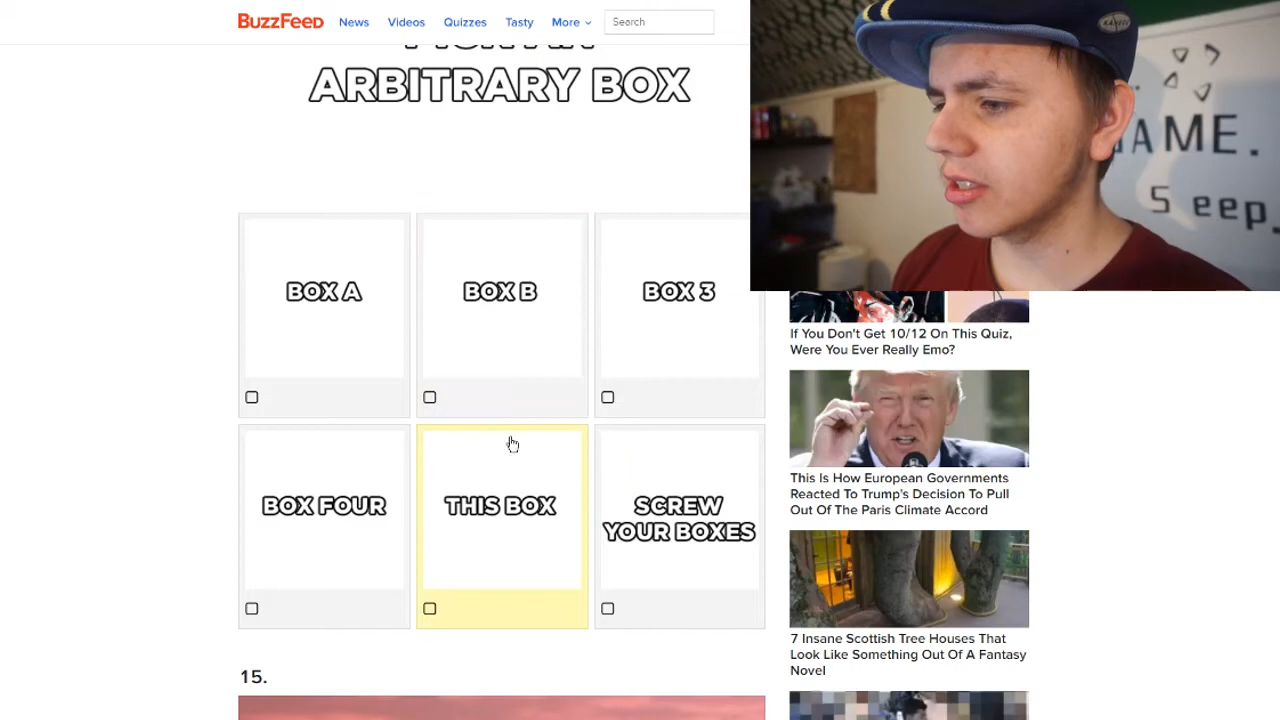 BuzzFeed
News Videos Quizzes Tasty More
Search
ARBITRARY BOX
BOX A
BOX B
BOX 3
BOX FOUR
THIS BOX
SCREW
YOUR BOXES
15.
If You Don't Get 10/12 On This Quiz,
Were You Ever Really Emo?
This Is How European Governments
Reacted To Trump's Decision To Pull
Out Of The Paris Climate Accord
7 Insane Scottish Tree Houses That
Look Like Something Out Of A Fantasy
Novel